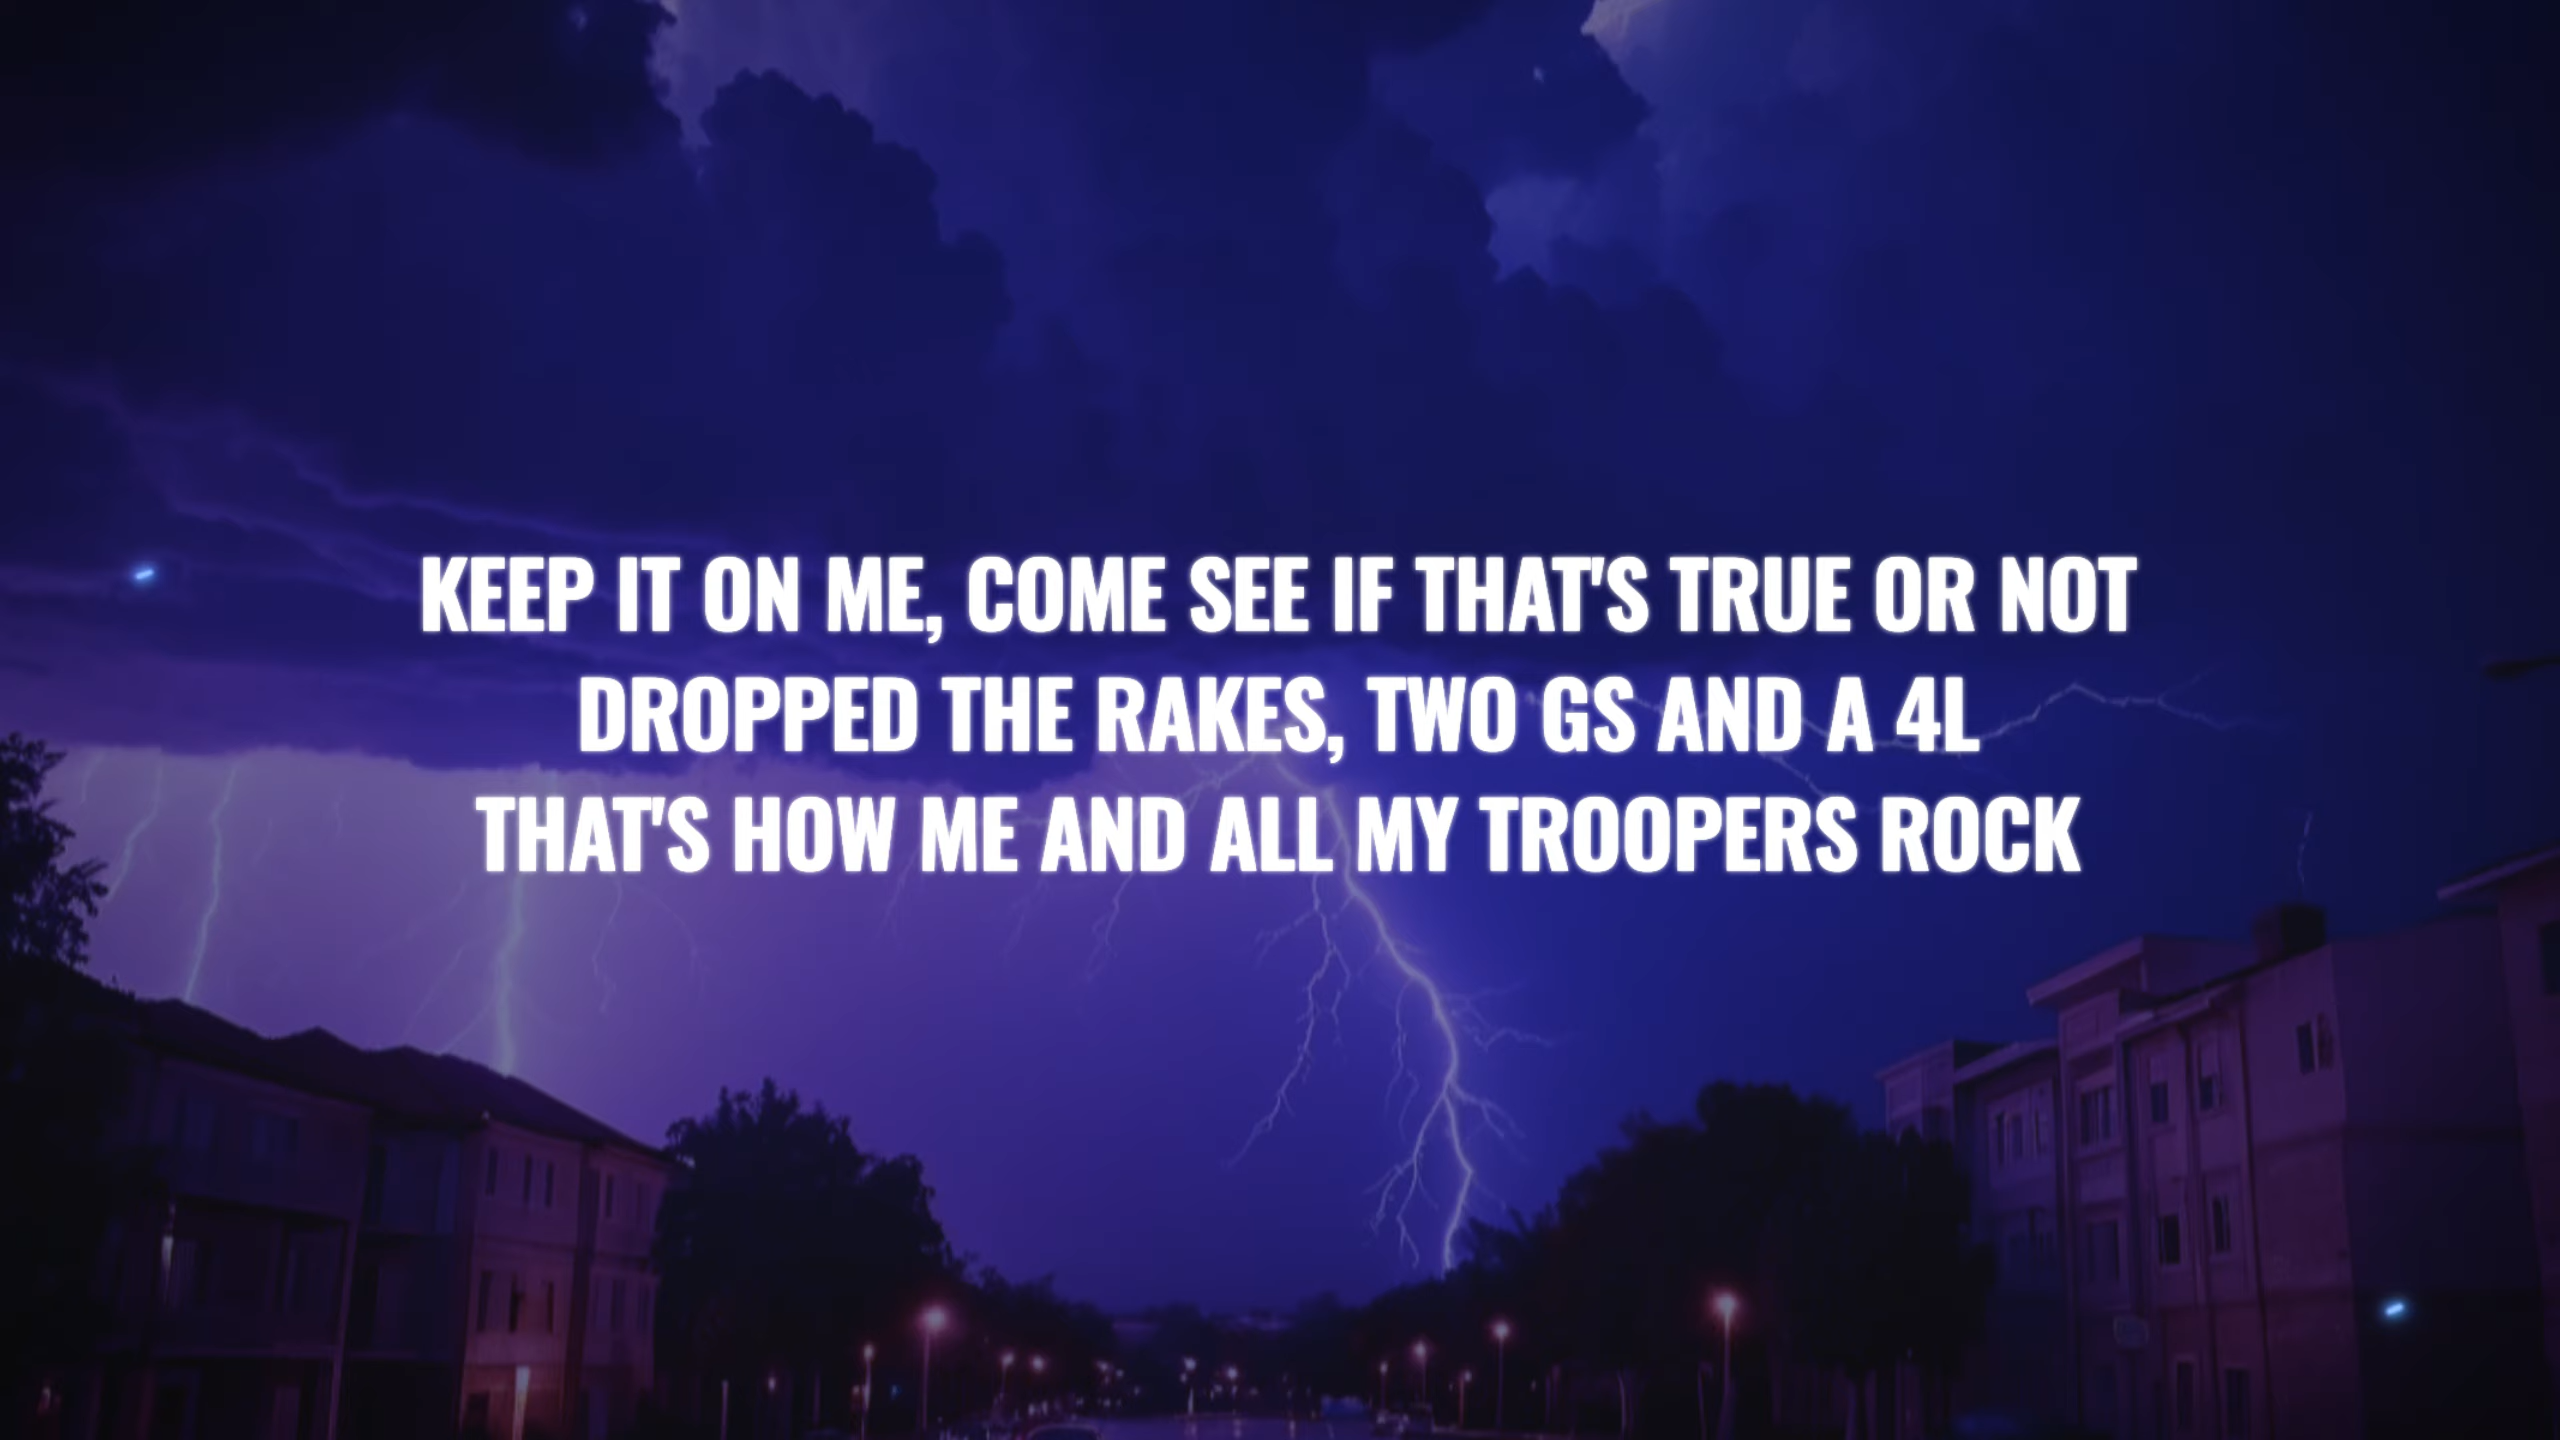 KEEP IT ON ME, COME SEE IF THAT'S TRUE OR NOT
DROPPED THE RAKES, TWO GS AND A 4L
THAT'S HOW ME AND ALL MY TROOPERS ROCK